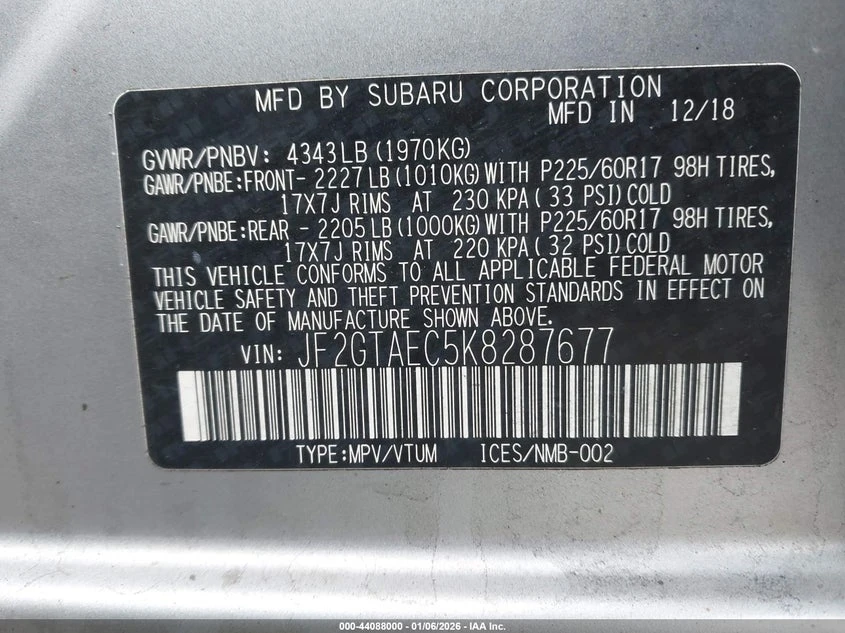 MFD BY SUBARU CORPORATION
MFD IN 12/18
GVWR/PNBV: 4343LB (1970KG)
GAWR/PNBE:FRONT- 2227LB (1010KG) WITH P225/60R17 98H TIRES,
17X7J RIMS AT 230 KPA ( 33 PSI) COLD
GAWR/PNBE:REAR - 2205LB (1000KG) WITH P225/60R17 98H TIRES,
17X7J RIMS AT 220 KPA ( 32 PSI) COLD
THIS VEHICLE CONFORMS TO ALL APPLICABLE FEDERAL MOTOR
VEHICLE SAFETY AND THEFT PREVENTION STANDARDS IN EFFECT ON
THE DATE OF MANUFACTURE SHOWN ABOVE.
VIN: JF2GTAEC5K8287677
TYPE:MPV/VTUM ICES/NMB-002
000-44088000 - 01/06/2026 - IAA Inc.